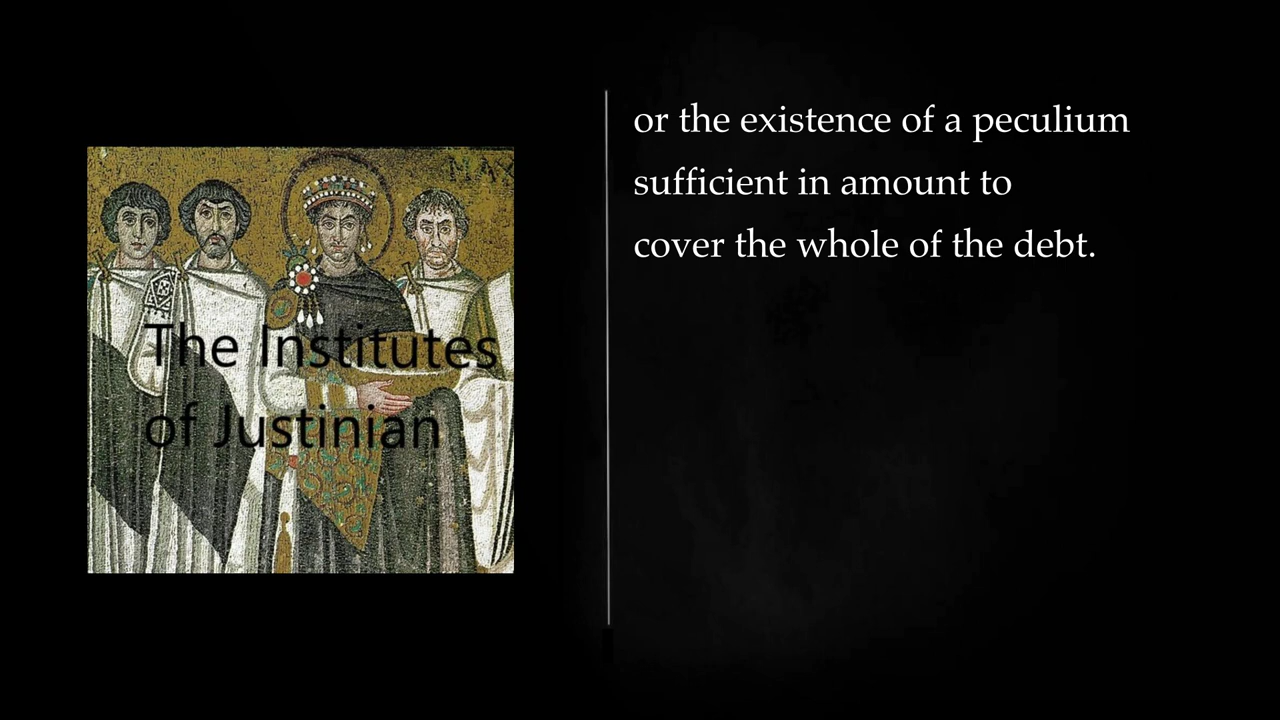 The Institutes
of Justinian
or the existence of a peculium
sufficient in amount to
cover the whole of the debt.